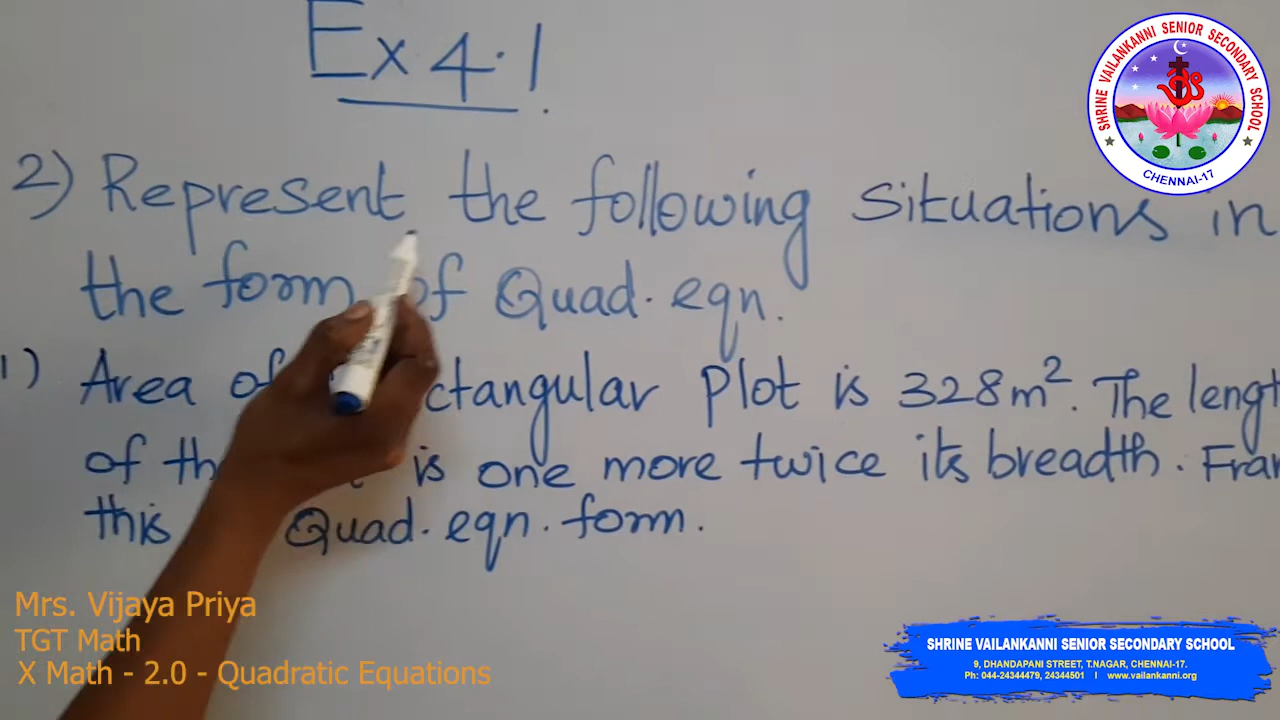 Ex 4.1
2) Represent the following situations in
the form of Quad. eqn.
1) Area of ctangular Plot is 328m². The lengt
of th is one more twice its breadth. Fram
this Quad. eqn. form.
SHRINE VAILANKANNI SENIOR SECONDARY SCHOOL
CHENNAI-17
Mrs. Vijaya Priya
TGT Math
X Math - 2.0 - Quadratic Equations
SHRINE VAILANKANNI SENIOR SECONDARY SCHOOL
9, DHANDAPANI STREET, T.NAGAR, CHENNAI-17.
Ph: 044-24344479, 24344501 I www.vailankanni.org